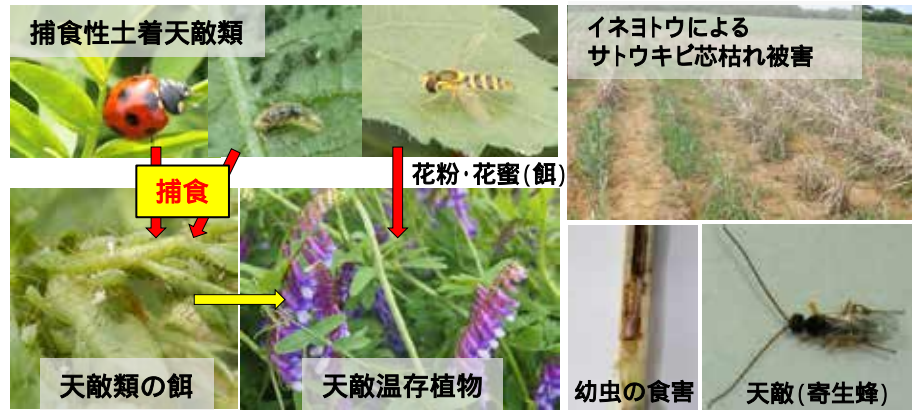 捕食性土着天敵類
捕食
花粉・花蜜(餌)
天敵類の餌
天敵温存植物
イネヨトウによる
サトウキビ芯枯れ被害
幼虫の食害
天敵(寄生蜂)